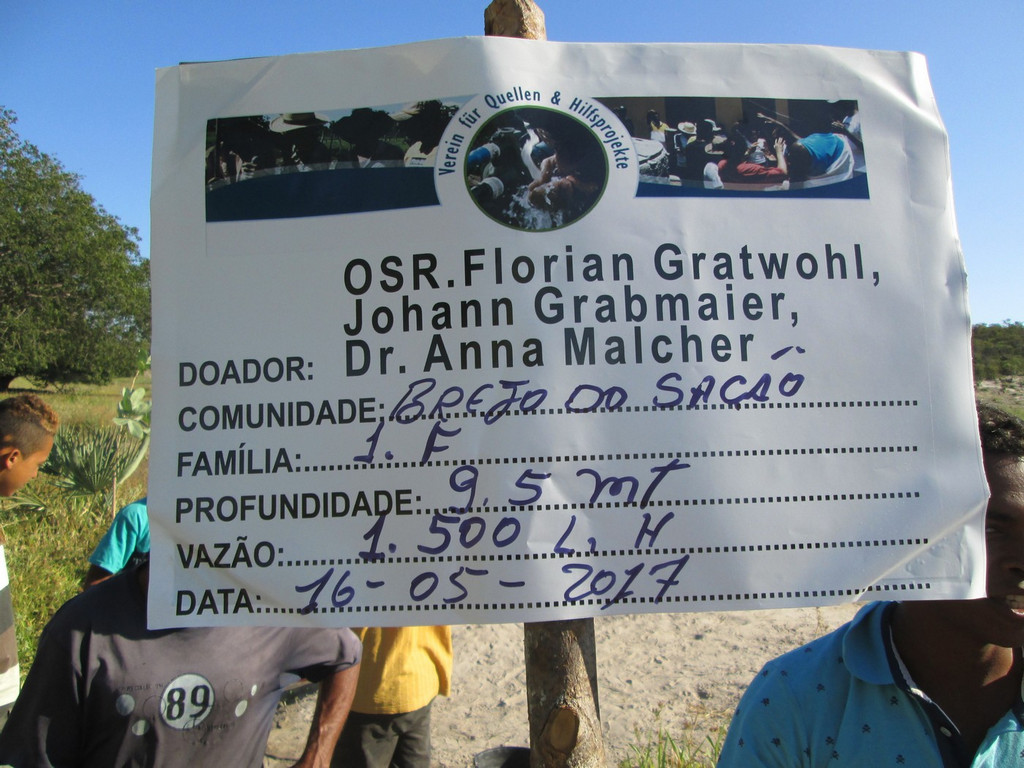 Verein für Quellen & Hilfsprojekte
OSR.Florian Gratwohl,
Johann Grabmaier,
DOADOR: Dr. Anna Malcher
COMUNIDADE: BREJO DO SACÃO
FAMÍLIA: 1. F
PROFUNDIDADE: 9.5 mT
VAZÃO: 1.500 L. H
DATA: 16-05-2017
89